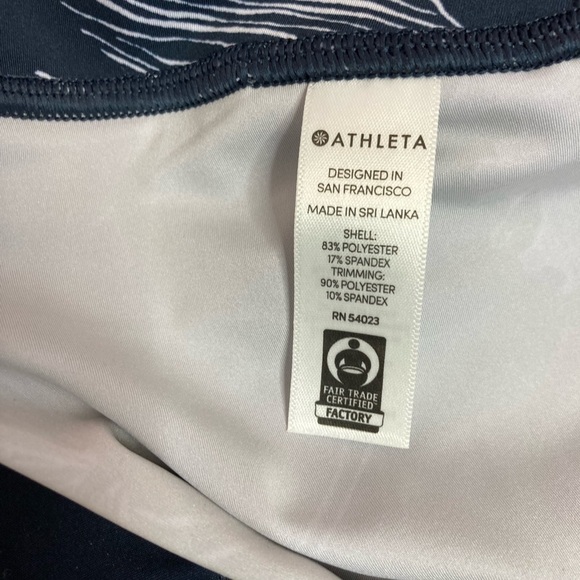 ATHLETA
DESIGNED IN
SAN FRANCISCO
MADE IN SRI LANKA
SHELL:
83% POLYESTER
17% SPANDEX
TRIMMING:
90% POLYESTER
10% SPANDEX
RN 54023
FAIR TRADE
CERTIFIED™
FACTORY